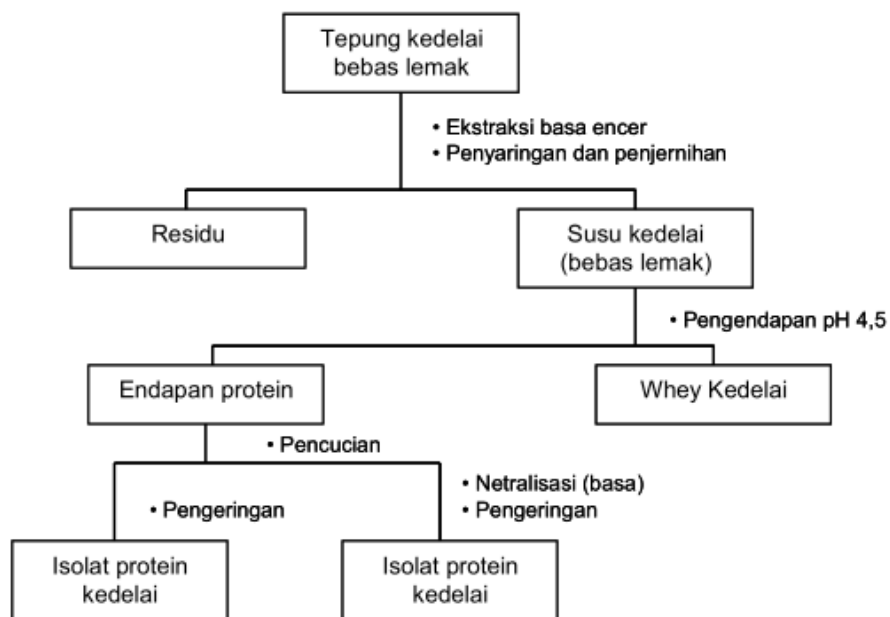 Tepung kedelai
bebas lemak
• Ekstraksi basa encer
• Penyaringan dan penjernihan
Residu
Susu kedelai
(bebas lemak)
• Pengendapan pH 4,5
Endapan protein
Whey Kedelai
• Pencucian
• Pengeringan
• Netralisasi (basa)
• Pengeringan
Isolat protein
kedelai
Isolat protein
kedelai